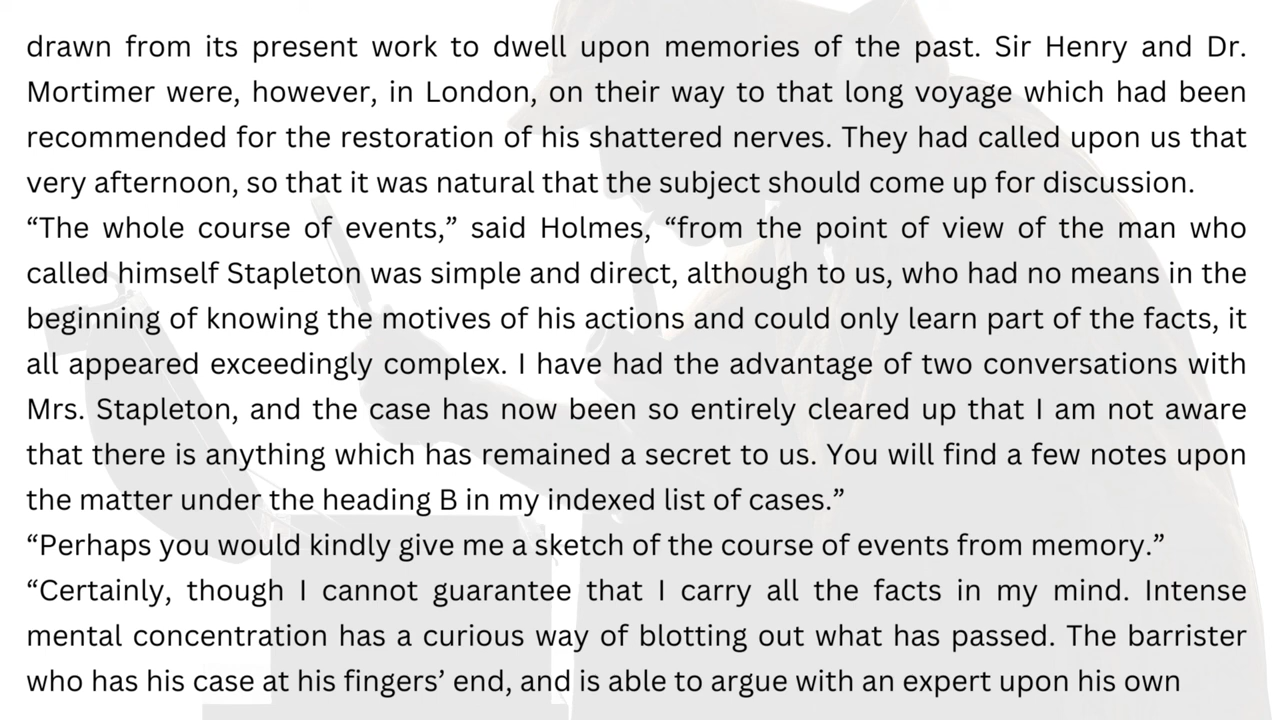 drawn from its present work to dwell upon memories of the past. Sir Henry and Dr.
Mortimer were, however, in London, on their way to that long voyage which had been
recommended for the restoration of his shattered nerves. They had called upon us that
very afternoon, so that it was natural that the subject should come up for discussion.
“The whole course of events,” said Holmes, “from the point of view of the man who
called himself Stapleton was simple and direct, although to us, who had no means in the
beginning of knowing the motives of his actions and could only learn part of the facts, it
all appeared exceedingly complex. I have had the advantage of two conversations with
Mrs. Stapleton, and the case has now been so entirely cleared up that I am not aware
that there is anything which has remained a secret to us. You will find a few notes upon
the matter under the heading B in my indexed list of cases.”
“Perhaps you would kindly give me a sketch of the course of events from memory.”
“Certainly, though I cannot guarantee that I carry all the facts in my mind. Intense
mental concentration has a curious way of blotting out what has passed. The barrister
who has his case at his fingers’ end, and is able to argue with an expert upon his own